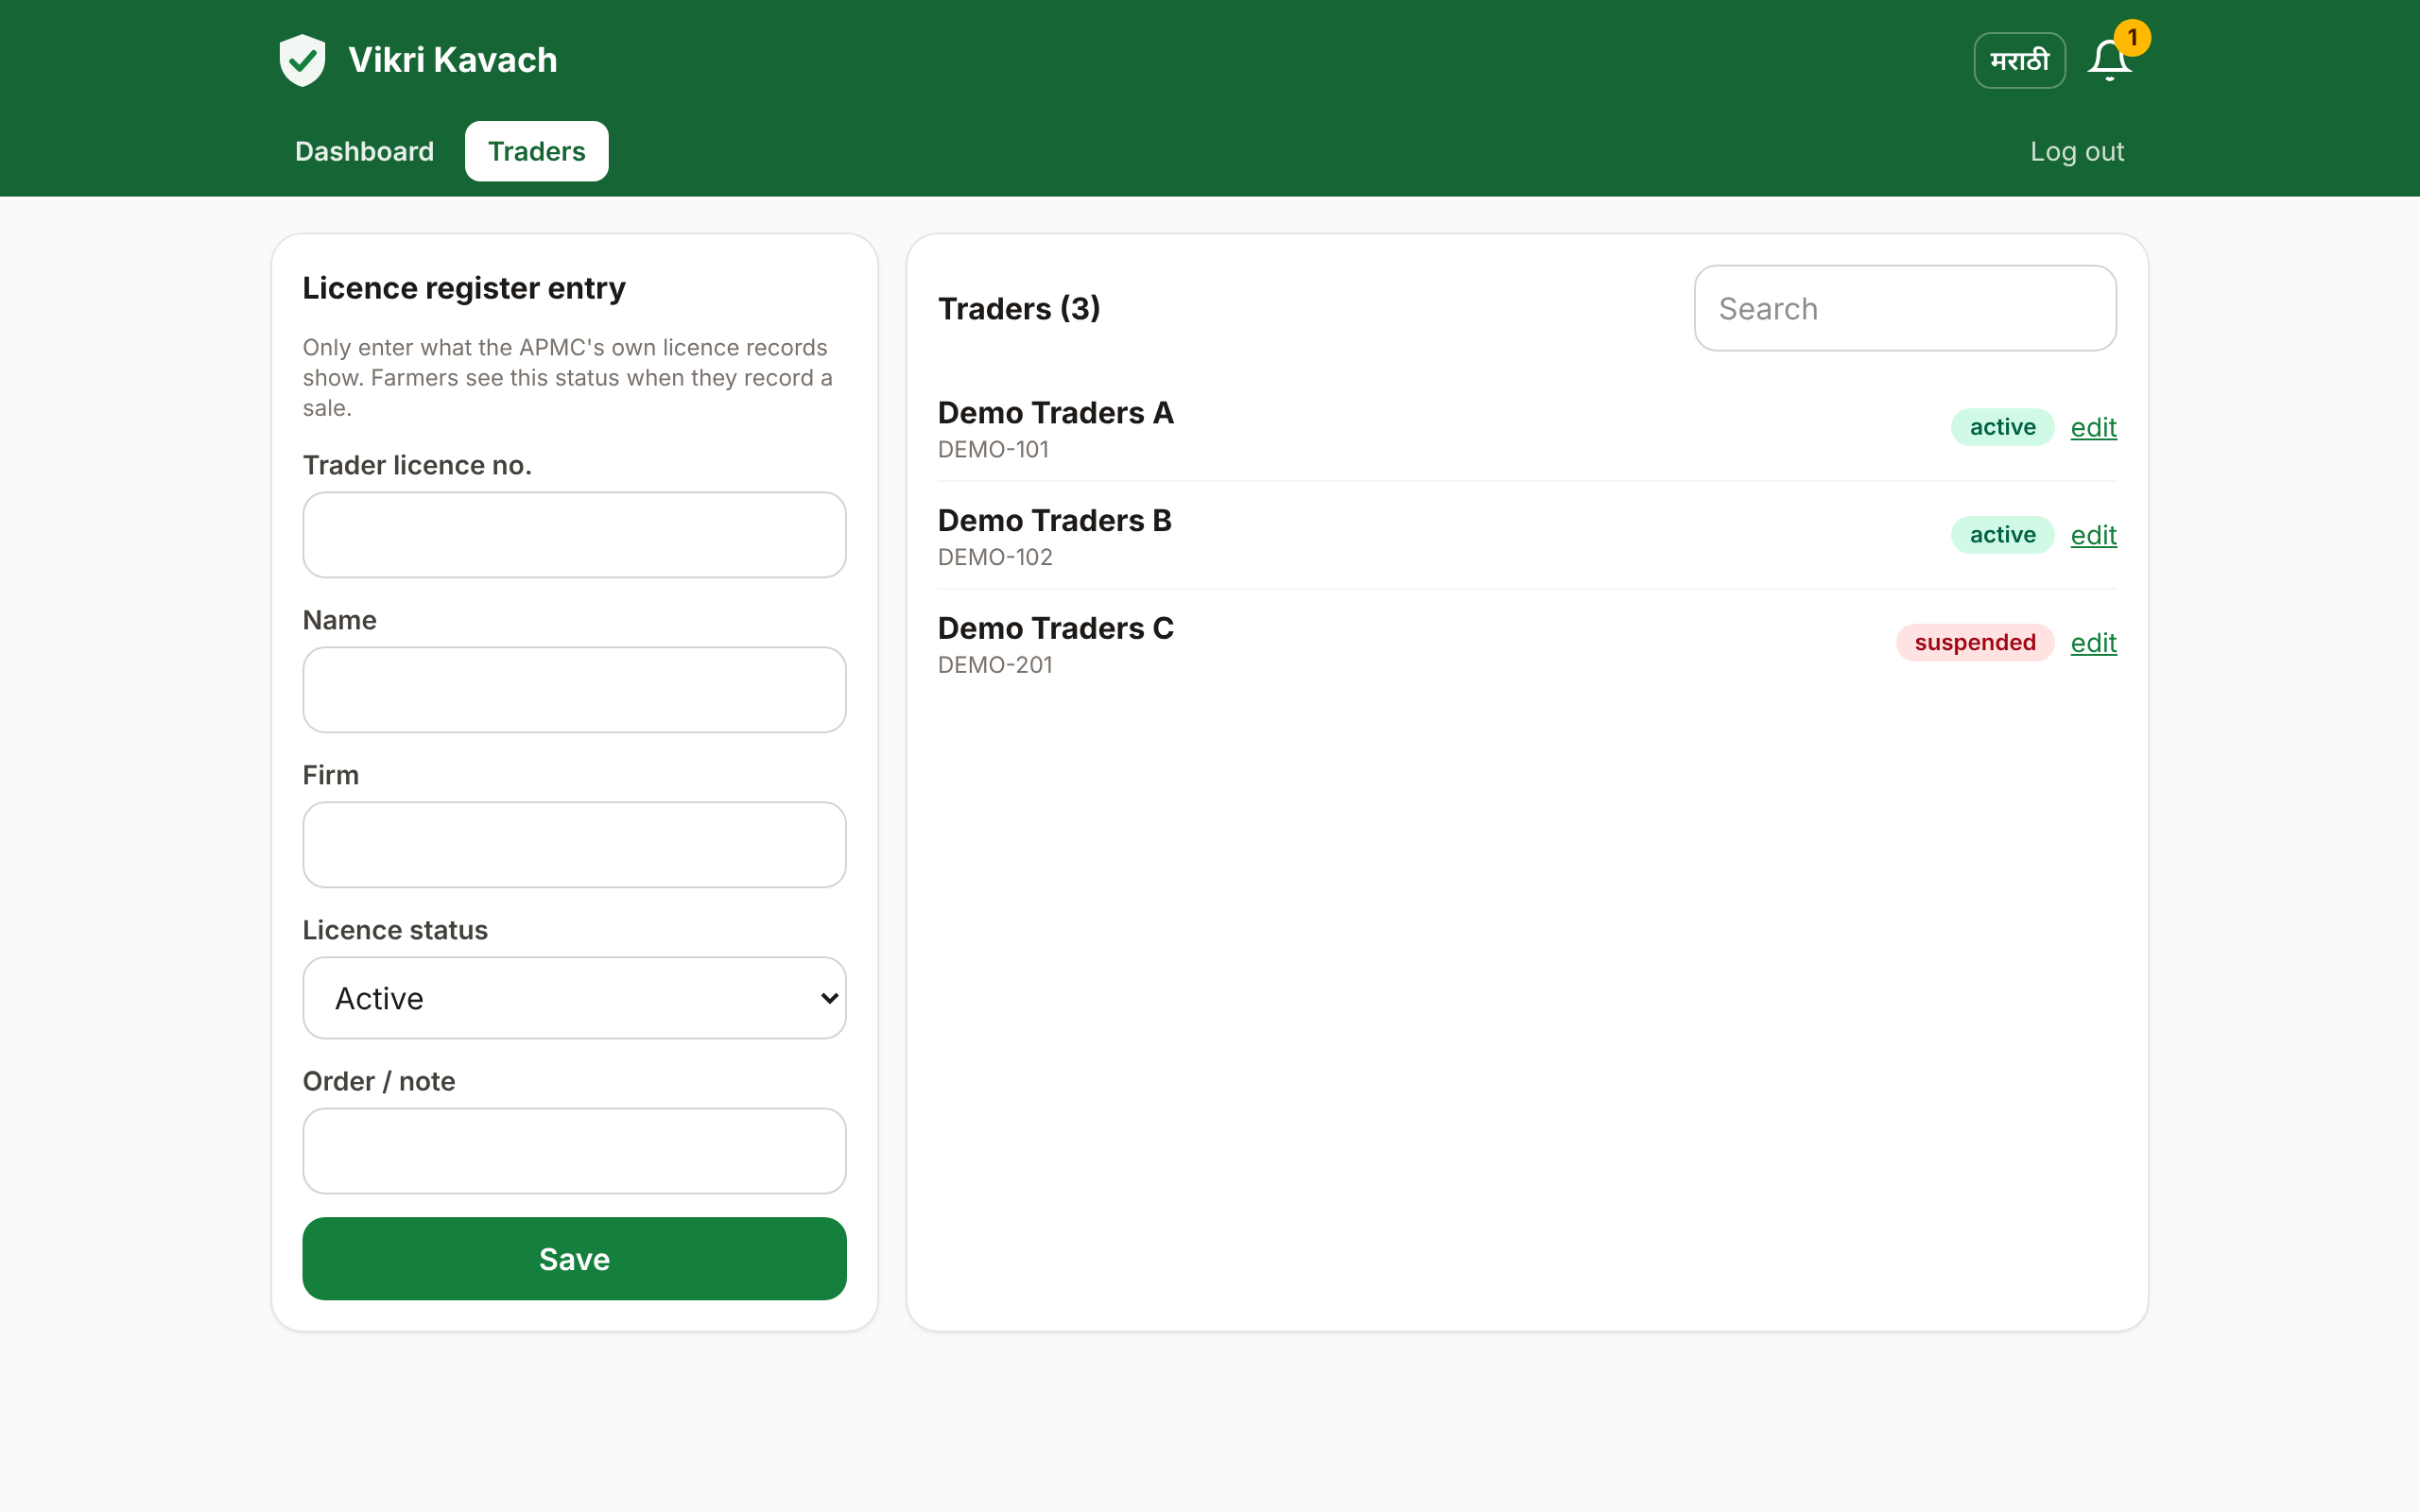 Vikri Kavach
मराठी
1
Dashboard
Traders
Log out
Licence register entry
Only enter what the APMC's own licence records
show. Farmers see this status when they record a
sale.
Trader licence no.
Name
Firm
Licence status
Active
Order / note
Save
Traders (3)
Search
Demo Traders A
DEMO-101
active
edit
Demo Traders B
DEMO-102
active
edit
Demo Traders C
DEMO-201
suspended
edit